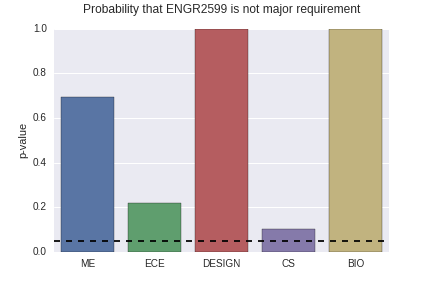 Probability that ENGR2599 is not major requirement
1.0
0.8
0.6
0.4
0.2
0.0
p-value
ME ECE DESIGN CS BIO